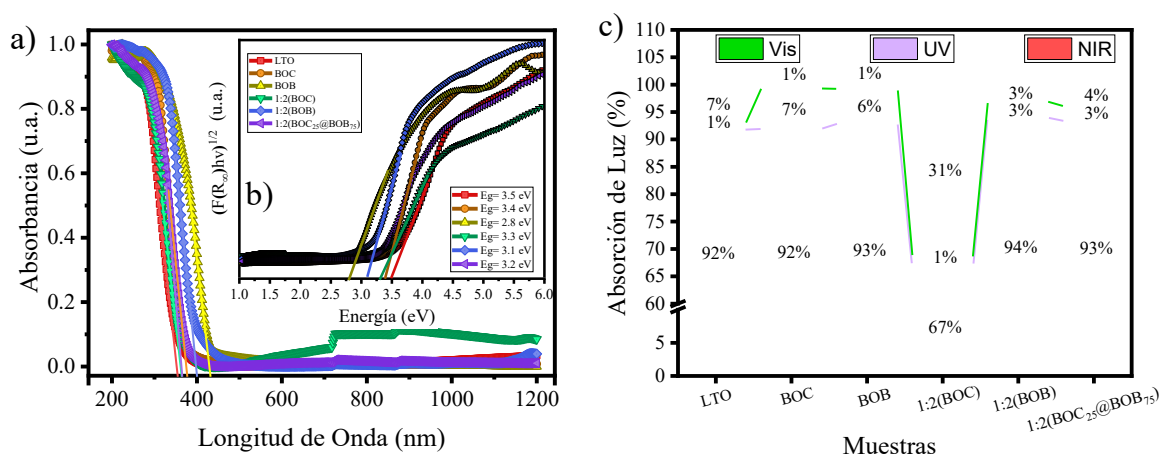 a)
Absorbancia (u.a.)
1.0
0.8
0.6
0.4
0.2
0.0
200
400
600
800
1000
1200
Longitud de Onda (nm)
b)
(F(R∞)hv)^1/2 (u.a.)
LTO
BOC
BOB
1:2(BOC)
1:2(BOB)
1:2(BOC₂₅@BOB₇₅)
Eg= 3.5 eV
Eg= 3.4 eV
Eg= 2.8 eV
Eg= 3.3 eV
Eg= 3.1 eV
Eg= 3.2 eV
1.0 1.5 2.0 2.5 3.0 3.5 4.0 4.5 5.0 5.5 6.0
Energía (eV)
c)
Absorción de Luz (%)
110
105
100
95
90
85
80
75
70
65
60
5
0
Vis
UV
NIR
7%
1%
92%
1%
7%
92%
1%
6%
93%
31%
1%
67%
3%
3%
94%
4%
3%
93%
LTO
BOC
BOB
1:2(BOC)
1:2(BOB)
1:2(BOC₂₅@BOB₇₅)
Muestras